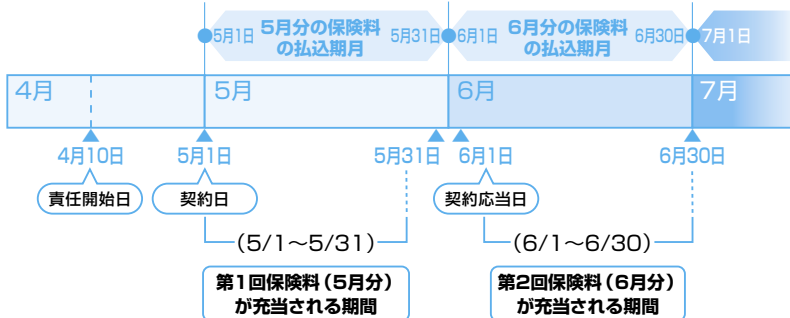 5月1日 5月分の保険料 5月31日 6月1日 6月分の保険料 6月30日 7月1日
の払込期月 の払込期月
4月 5月 6月 7月
4月10日 5月1日 5月31日 6月1日 6月30日
責任開始日 契約日 契約応当日
(5/1〜5/31) (6/1〜6/30)
第1回保険料(5月分) 第2回保険料(6月分)
が充当される期間 が充当される期間